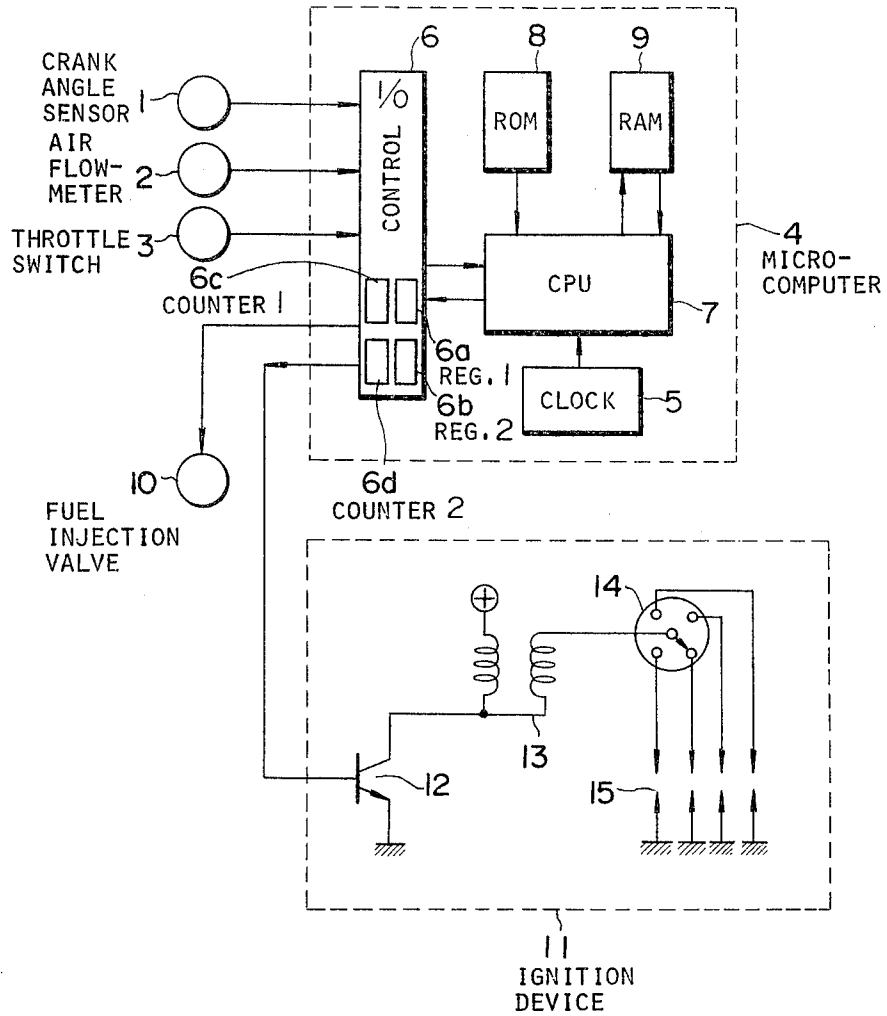 CRANK
ANGLE
SENSOR 1
AIR
FLOW-
METER 2
THROTTLE 3
SWITCH
6c
COUNTER 1
6
I/O
CONTROL
8
ROM
9
RAM
CPU
7
4
MICRO-
COMPUTER
6a
REG.1
6b
REG.2
CLOCK
5
10
FUEL
INJECTION
VALVE
6d
COUNTER 2
14
13
12
15
11
IGNITION
DEVICE